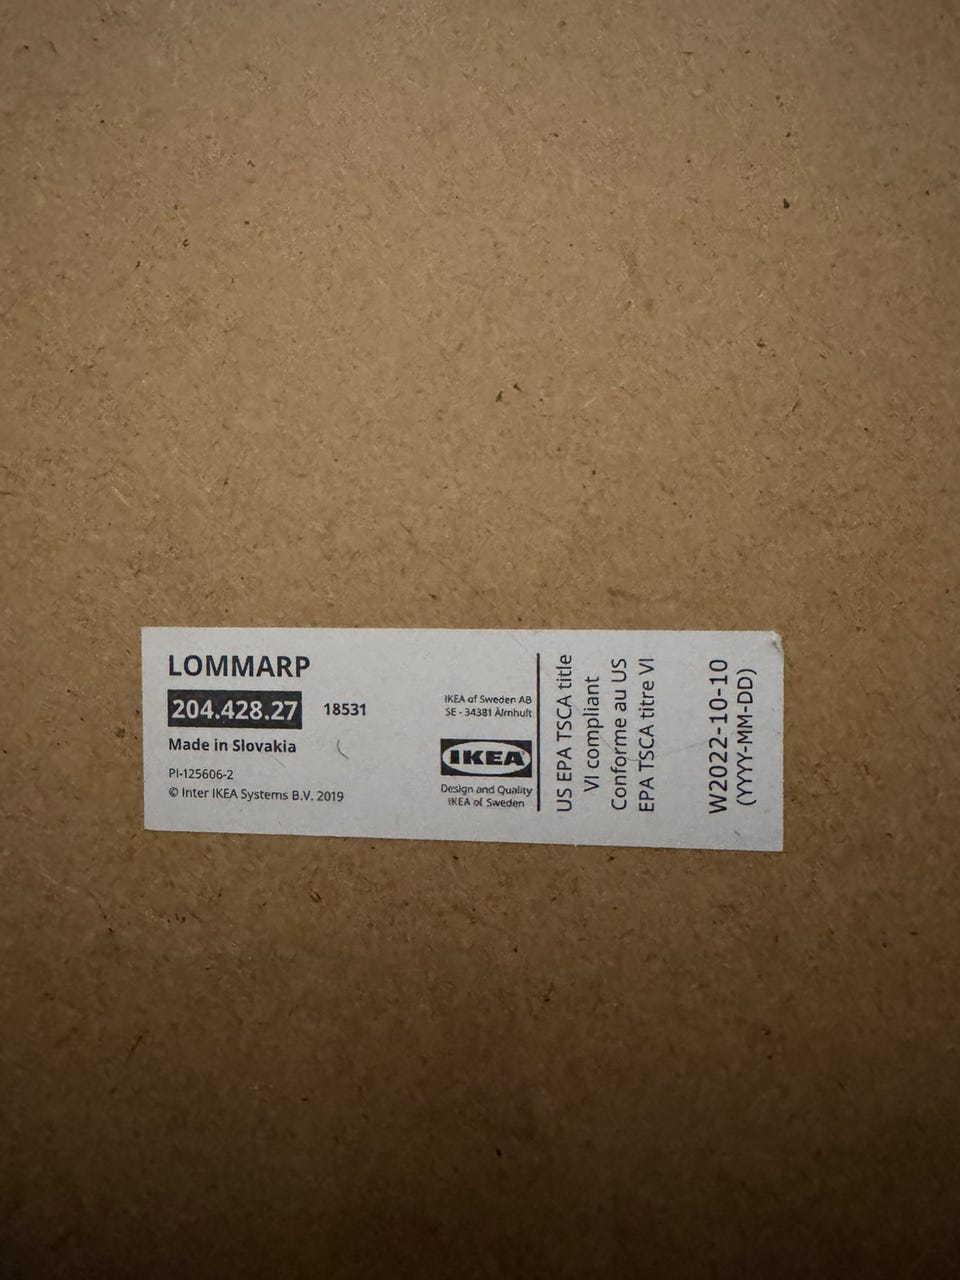 LOMMARP
204.428.27 18531
Made in Slovakia
PI-125606-2
© Inter IKEA Systems B.V. 2019
IKEA of Sweden AB
SE - 34381 Älmhult
IKEA
Design and Quality
IKEA of Sweden
US EPA TSCA title
VI compliant
Conforme au US
EPA TSCA titre VI
W2022-10-10
(YYYY-MM-DD)